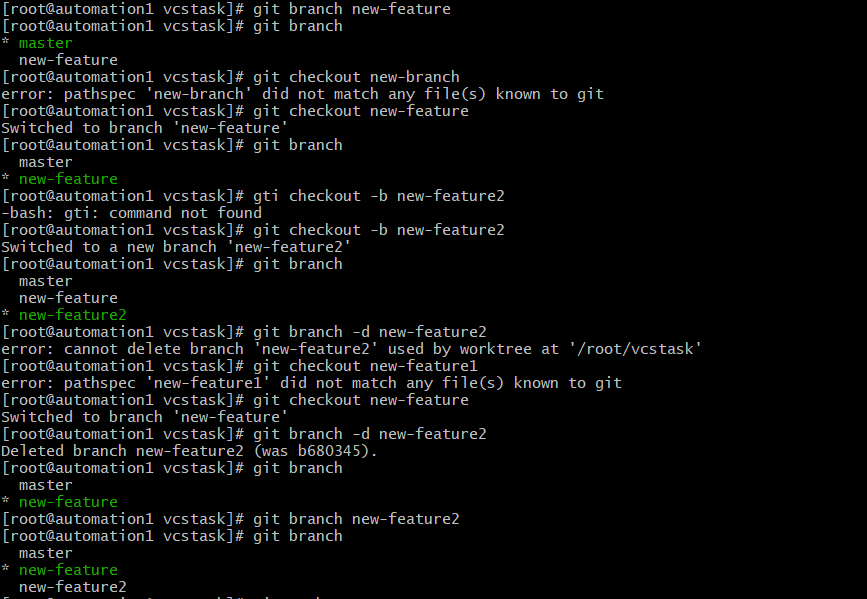 [root@automation1 vcstask]# git branch new-feature
[root@automation1 vcstask]# git branch
* master
  new-feature
[root@automation1 vcstask]# git checkout new-branch
error: pathspec 'new-branch' did not match any file(s) known to git
[root@automation1 vcstask]# git checkout new-feature
Switched to branch 'new-feature'
[root@automation1 vcstask]# git branch
  master
* new-feature
[root@automation1 vcstask]# gti checkout -b new-feature2
-bash: gti: command not found
[root@automation1 vcstask]# git checkout -b new-feature2
Switched to a new branch 'new-feature2'
[root@automation1 vcstask]# git branch
  master
  new-feature
* new-feature2
[root@automation1 vcstask]# git branch -d new-feature2
error: cannot delete branch 'new-feature2' used by worktree at '/root/vcstask'
[root@automation1 vcstask]# git checkout new-feature1
error: pathspec 'new-feature1' did not match any file(s) known to git
[root@automation1 vcstask]# git checkout new-feature
Switched to branch 'new-feature'
[root@automation1 vcstask]# git branch -d new-feature2
Deleted branch new-feature2 (was b680345).
[root@automation1 vcstask]# git branch
  master
* new-feature
[root@automation1 vcstask]# git branch new-feature2
[root@automation1 vcstask]# git branch
  master
* new-feature
  new-feature2